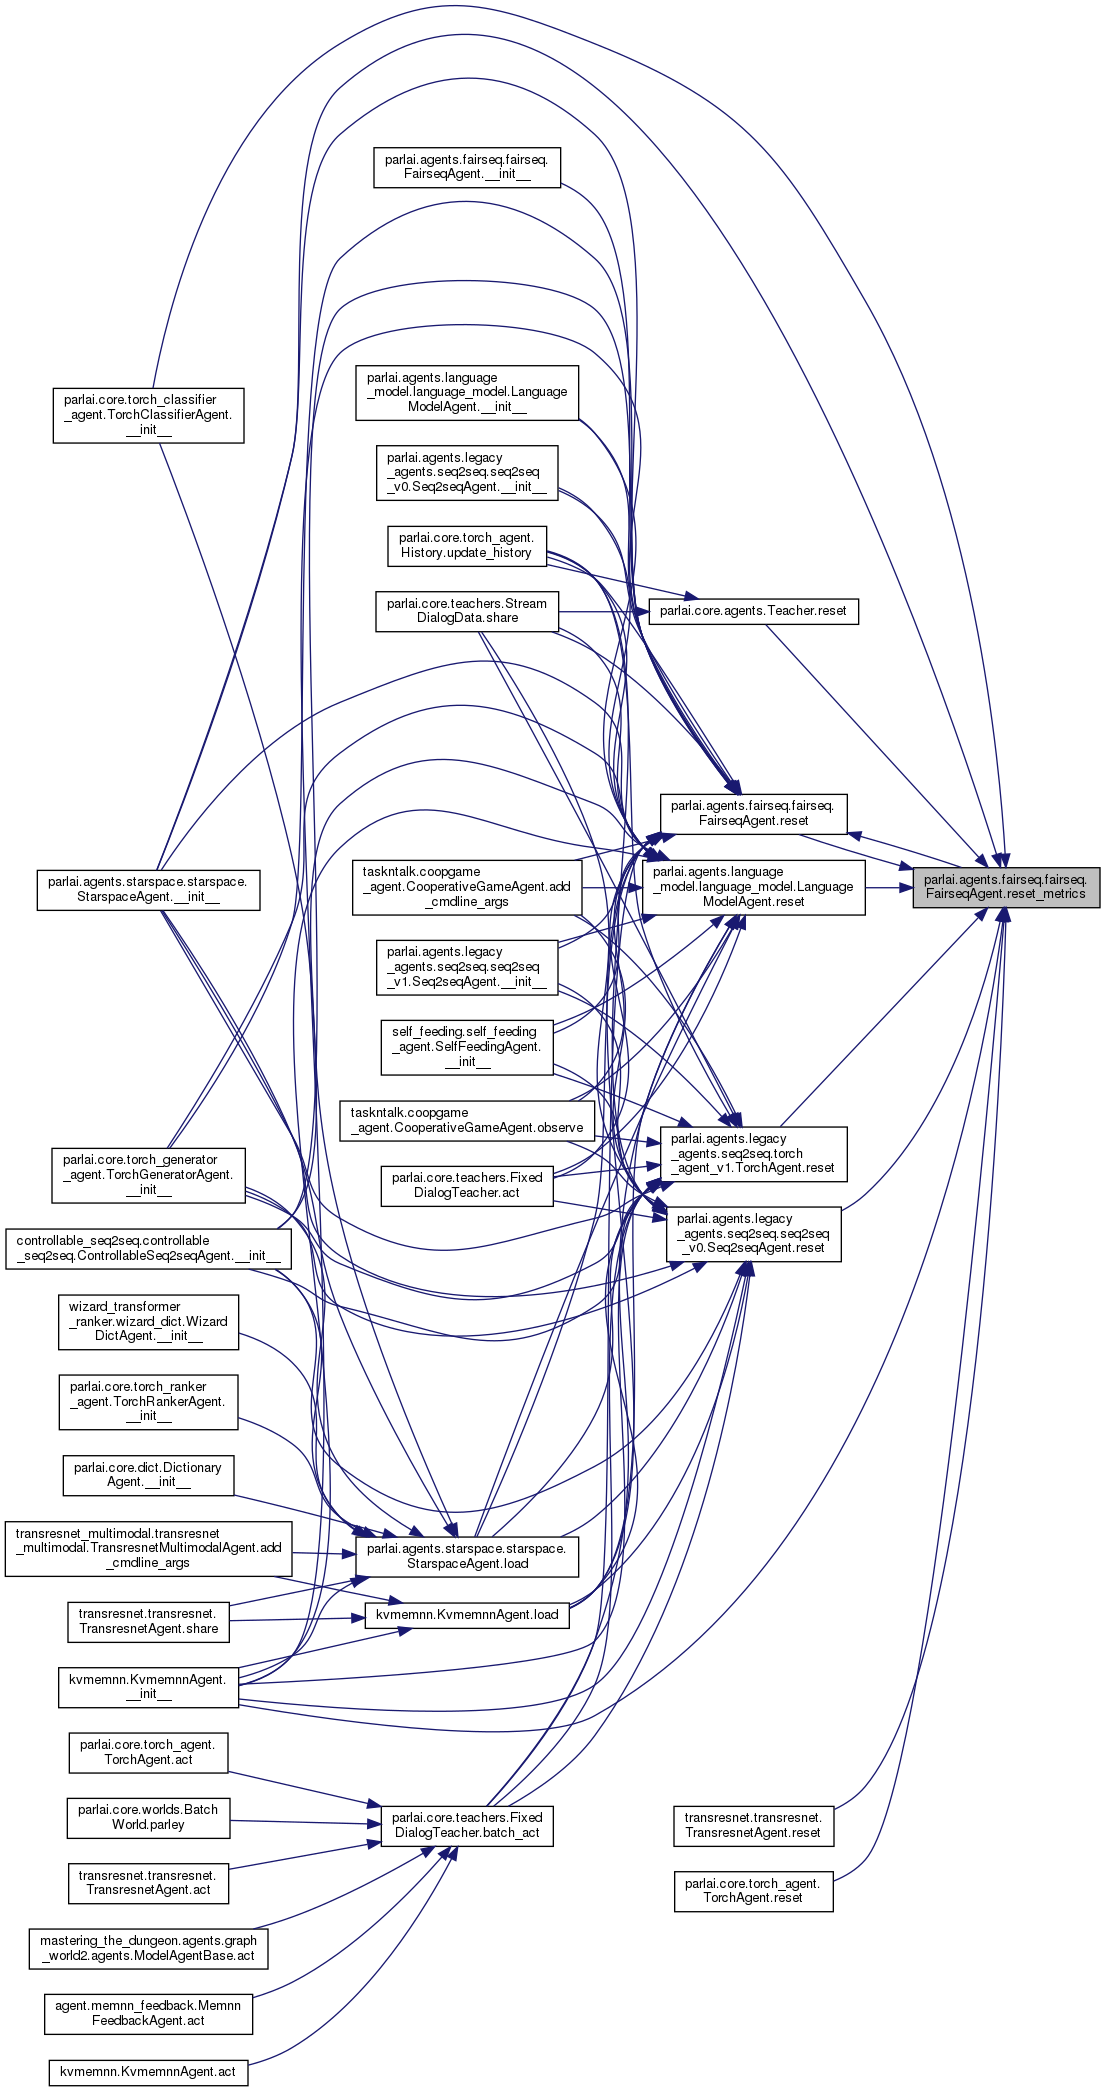 parlai.agents.fairseq.fairseq.
FairseqAgent.__init__
parlai.core.torch_classifier
_agent.TorchClassifierAgent.
__init__
parlai.agents.language
_model.language_model.Language
ModelAgent.__init__
parlai.agents.legacy
_agents.seq2seq.seq2seq
_v0.Seq2seqAgent.__init__
parlai.core.torch_agent.
History.update_history
parlai.core.teachers.Stream
DialogData.share
parlai.core.agents.Teacher.reset
parlai.agents.fairseq.fairseq.
FairseqAgent.reset
parlai.agents.starspace.starspace.
StarspaceAgent.__init__
taskntalk.coopgame
_agent.CooperativeGameAgent.add
_cmdline_args
parlai.agents.language
_model.language_model.Language
ModelAgent.reset
parlai.agents.fairseq.fairseq.
FairseqAgent.reset_metrics
parlai.agents.legacy
_agents.seq2seq.seq2seq
_v1.Seq2seqAgent.__init__
self_feeding.self_feeding
_agent.SelfFeedingAgent.
__init__
taskntalk.coopgame
_agent.CooperativeGameAgent.observe
parlai.agents.legacy
_agents.seq2seq.torch
_agent_v1.TorchAgent.reset
parlai.core.torch_generator
_agent.TorchGeneratorAgent.
__init__
parlai.core.teachers.Fixed
DialogTeacher.act
parlai.agents.legacy
_agents.seq2seq.seq2seq
_v0.Seq2seqAgent.reset
controllable_seq2seq.controllable
_seq2seq.ControllableSeq2seqAgent.__init__
wizard_transformer
_ranker.wizard_dict.Wizard
DictAgent.__init__
parlai.core.torch_ranker
_agent.TorchRankerAgent.
__init__
parlai.core.dict.Dictionary
Agent.__init__
transresnet_multimodal.transresnet
_multimodal.TransresnetMultimodalAgent.add
_cmdline_args
parlai.agents.starspace.starspace.
StarspaceAgent.load
transresnet.transresnet.
TransresnetAgent.share
kvmemnn.KvmemnnAgent.load
kvmemnn.KvmemnnAgent.
__init__
parlai.core.torch_agent.
TorchAgent.act
parlai.core.worlds.Batch
World.parley
parlai.core.teachers.Fixed
DialogTeacher.batch_act
transresnet.transresnet.
TransresnetAgent.reset
transresnet.transresnet.
TransresnetAgent.act
parlai.core.torch_agent.
TorchAgent.reset
mastering_the_dungeon.agents.graph
_world2.agents.ModelAgentBase.act
agent.memnn_feedback.Memnn
FeedbackAgent.act
kvmemnn.KvmemnnAgent.act